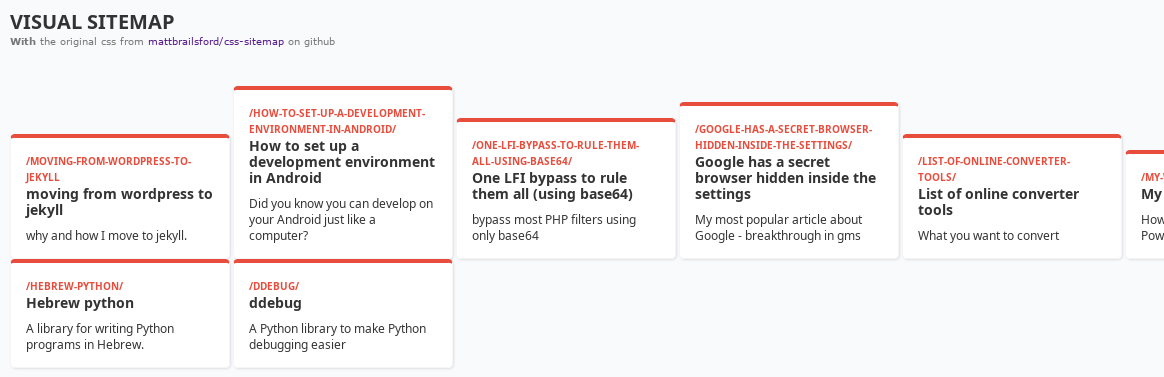 VISUAL SITEMAP
With the original css from mattbrailsford/css-sitemap on github
/MOVING-FROM-WORDPRESS-TO-
JEKYLL
moving from wordpress to
jekyll
why and how I move to jekyll.
/HOW-TO-SET-UP-A-DEVELOPMENT-
ENVIRONMENT-IN-ANDROID/
How to set up a
development environment
in Android
Did you know you can develop on
your Android just like a
computer?
/ONE-LFI-BYPASS-TO-RULE-THEM-
ALL-USING-BASE64/
One LFI bypass to rule
them all (using base64)
bypass most PHP filters using
only base64
/GOOGLE-HAS-A-SECRET-BROWSER-
HIDDEN-INSIDE-THE-SETTINGS/
Google has a secret
browser hidden inside the
settings
My most popular article about
Google - breakthrough in gms
/LIST-OF-ONLINE-CONVERTER-
TOOLS/
List of online converter
tools
What you want to convert
/MY-
My
How
Pow
/HEBREW-PYTHON/
Hebrew python
A library for writing Python
programs in Hebrew.
/DDEBUG/
ddebug
A Python library to make Python
debugging easier